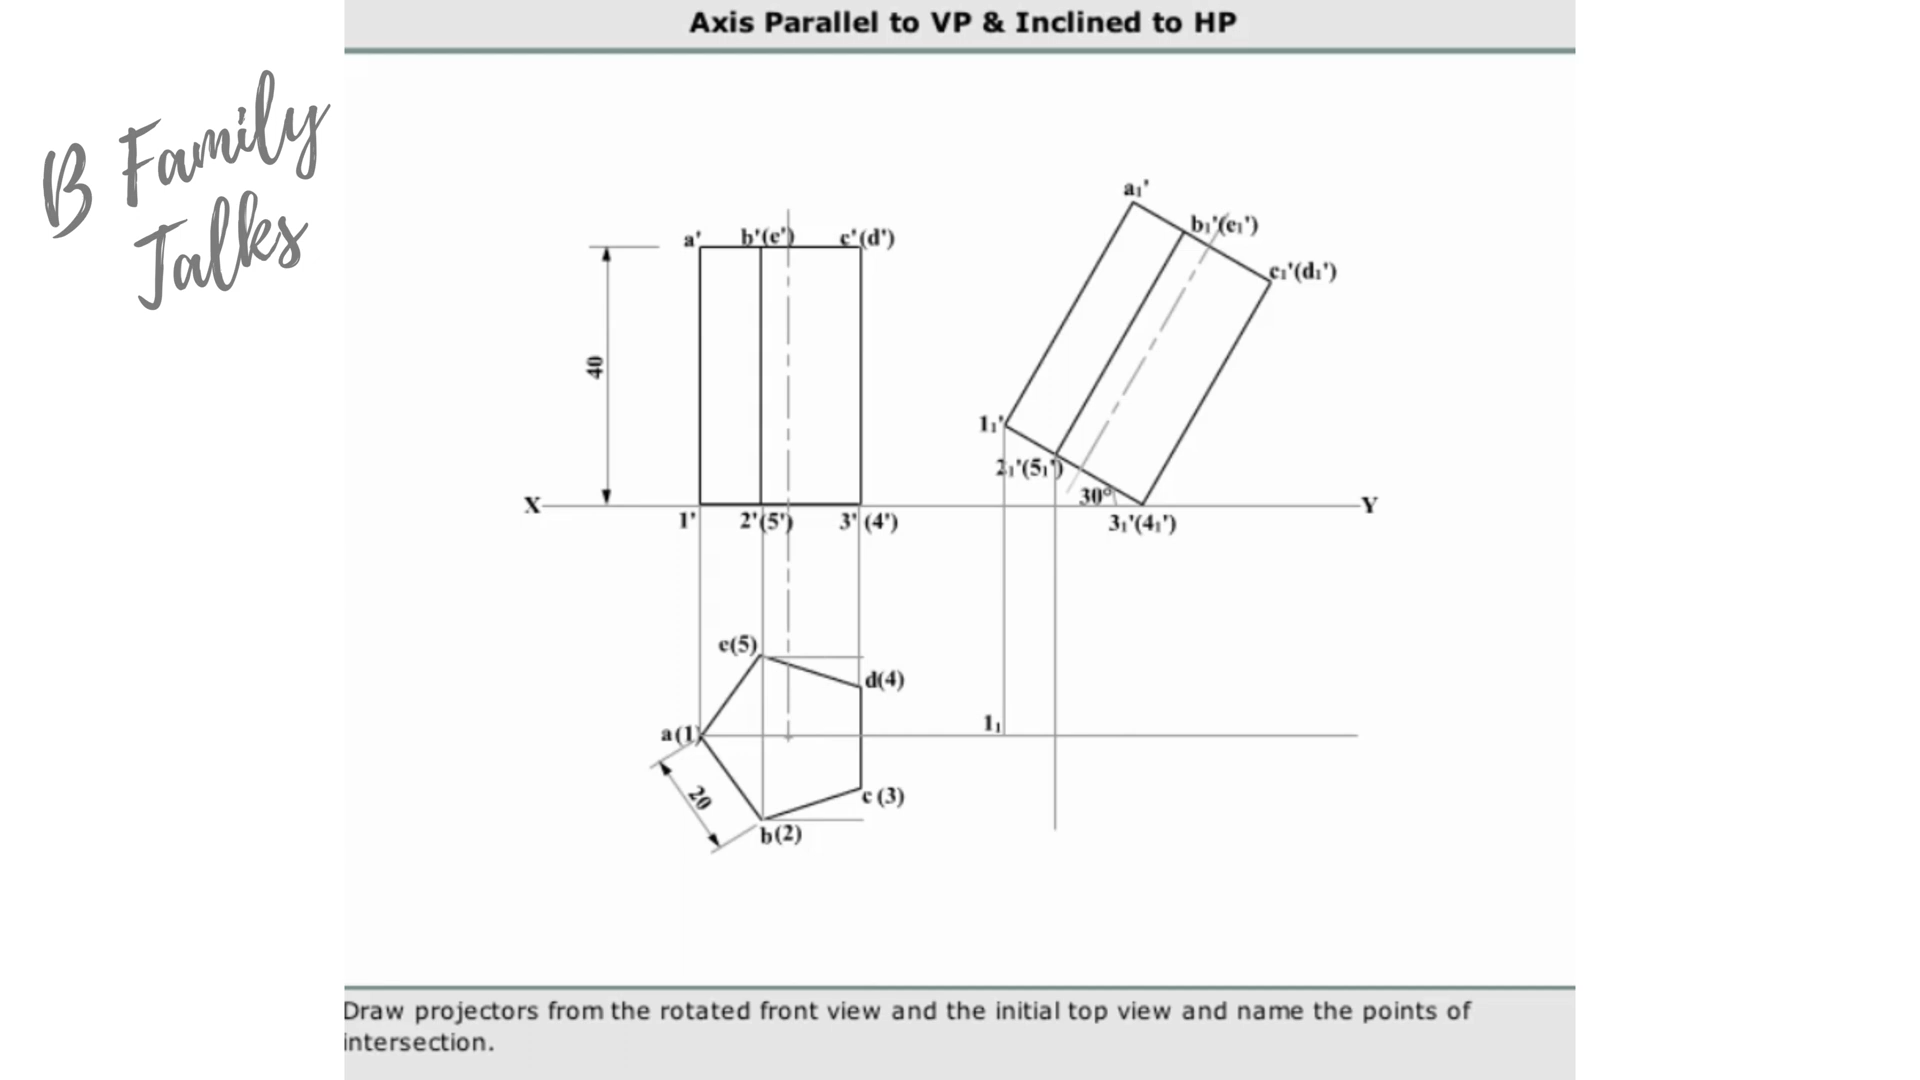 Axis Parallel to VP & Inclined to HP
B Family
Talks
a₁'
b₁'(e₁')
a' b'(e') c'(d')
c₁'(d₁')
40
1₁'
2₁'(5₁')
30°
X Y
1' 2'(5') 3'(4')
3₁'(4₁')
e(5)
d(4)
a(1)
1₁
20
c(3)
b(2)
Draw projectors from the rotated front view and the initial top view and name the points of
intersection.